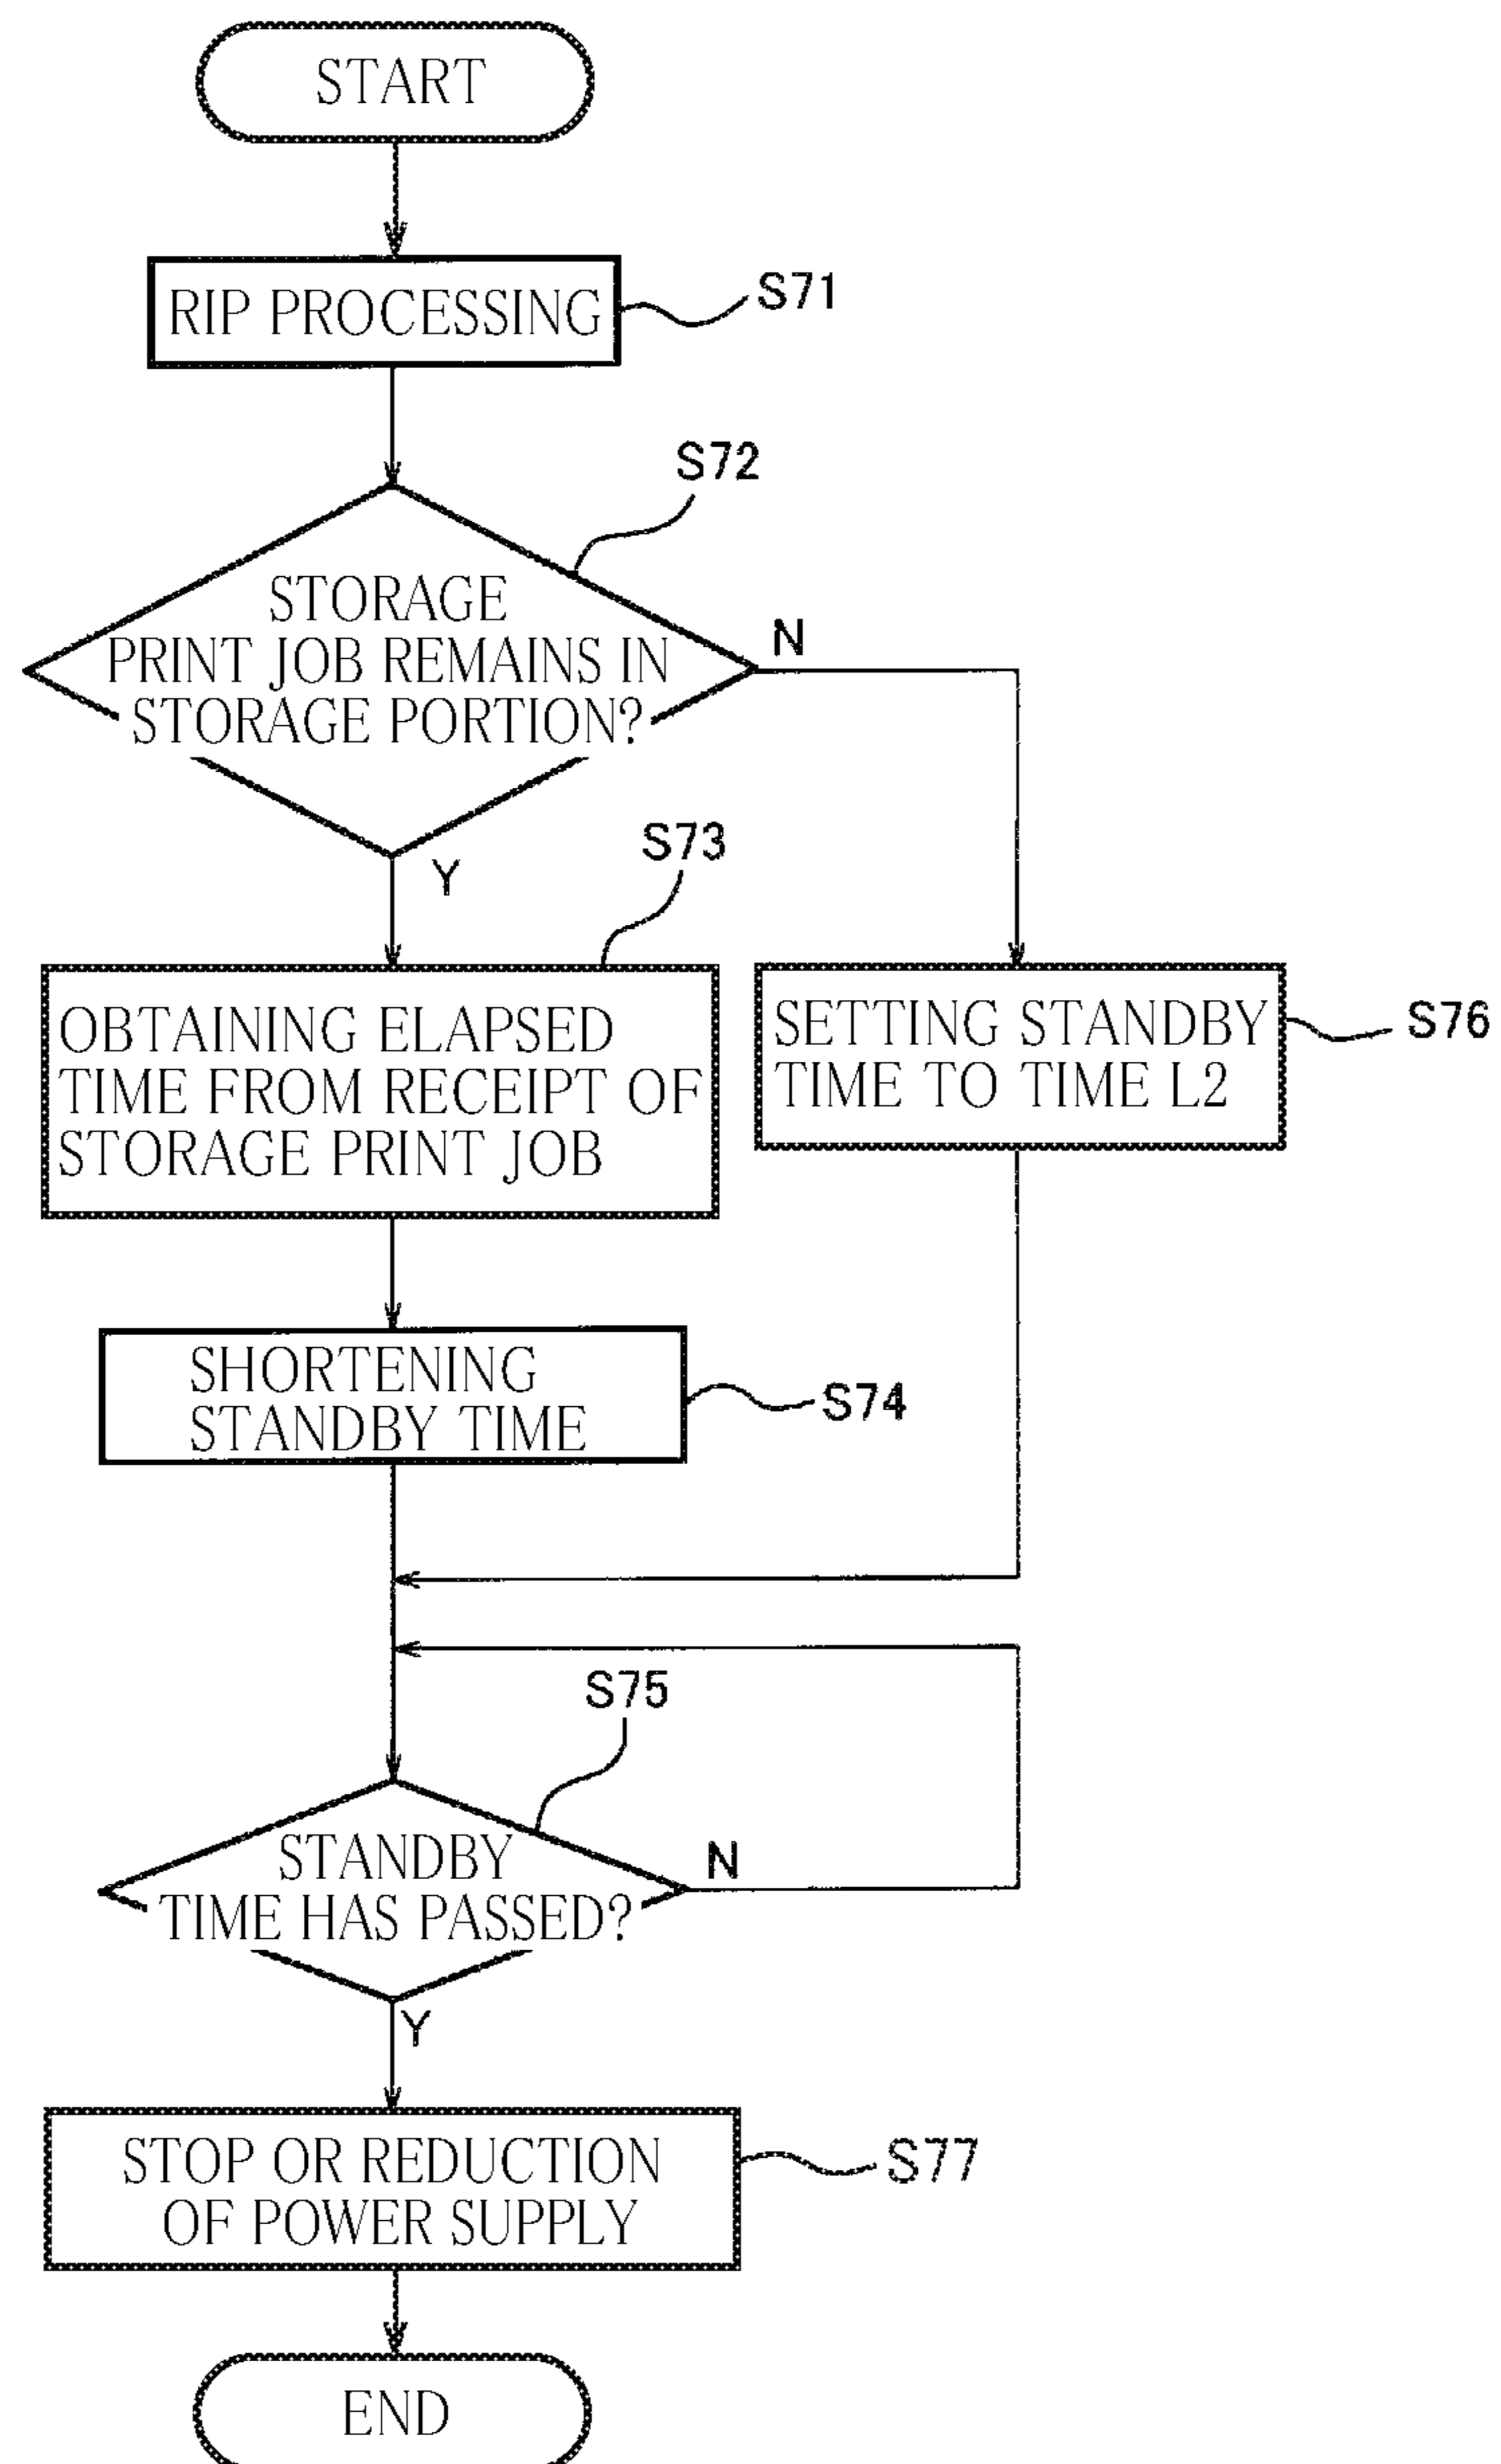 START
RIP PROCESSING
S71
S72
STORAGE
PRINT JOB REMAINS IN
STORAGE PORTION?
N
Y
S73
OBTAINING ELAPSED
TIME FROM RECEIPT OF
STORAGE PRINT JOB
SETTING STANDBY
TIME TO TIME L2
S76
SHORTENING
STANDBY TIME
S74
S75
STANDBY
TIME HAS PASSED?
N
Y
STOP OR REDUCTION
OF POWER SUPPLY
S77
END